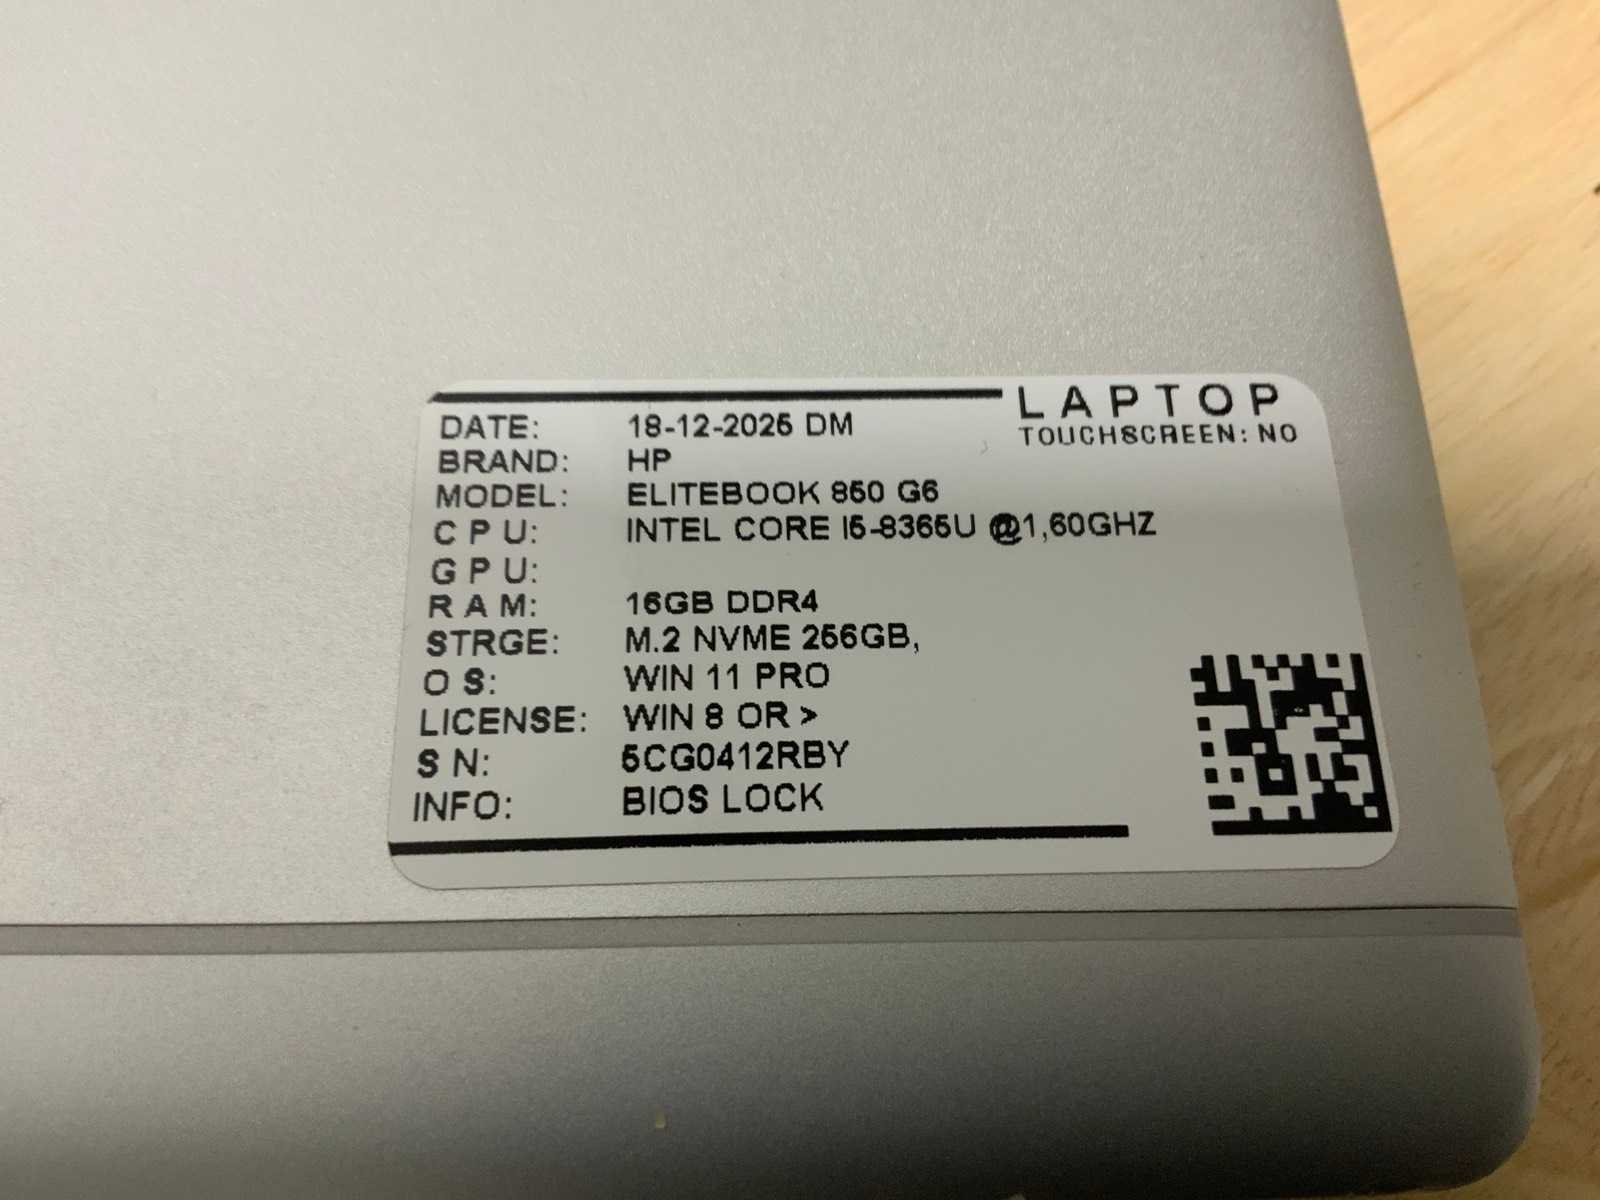 LAPTOP
TOUCHSCREEN: NO
DATE: 18-12-2025 DM
BRAND: HP
MODEL: ELITEBOOK 850 G6
CPU: INTEL CORE I5-8365U @1,60GHZ
GPU:
RAM: 16GB DDR4
STRGE: M.2 NVME 256GB,
OS: WIN 11 PRO
LICENSE: WIN 8 OR >
SN: 5CG0412RBY
INFO: BIOS LOCK